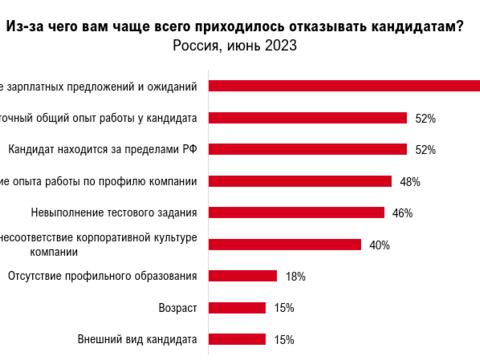 Из-за чего вам чаще всего приходилось отказывать кандидатам?
Россия, июнь 2023
зарплатных предложений и ожиданий
общий опыт работы у кандидата 52%
Кандидат находится за пределами РФ 52%
опыта работы по профилю компании 48%
Невыполнение тестового задания 46%
несоответствие корпоративной культуре
компании 40%
Отсутствие профильного образования 18%
Возраст 15%
Внешний вид кандидата 15%